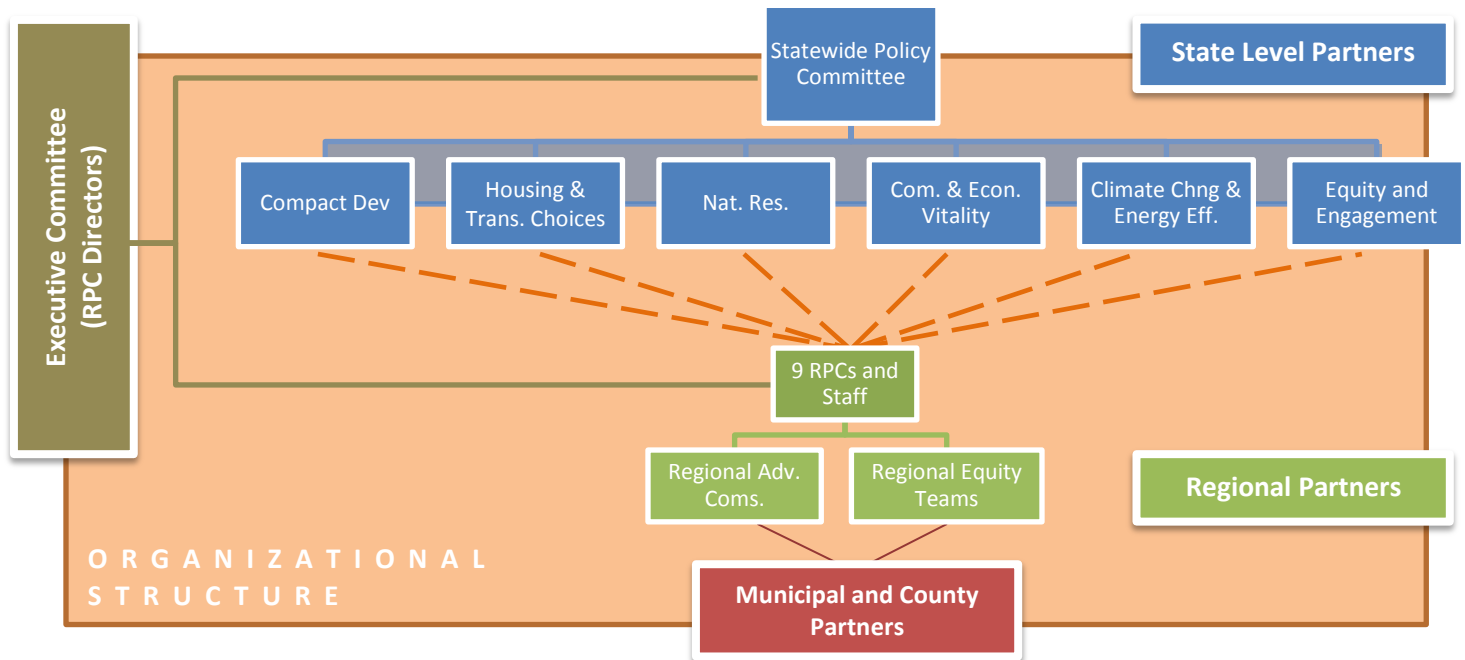 Executive Committee
(RPC Directors)
Statewide Policy
Committee
State Level Partners
Compact Dev
Housing &
Trans. Choices
Nat. Res.
Com. & Econ.
Vitality
Climate Chng &
Energy Eff.
Equity and
Engagement
9 RPCs and
Staff
Regional Adv.
Coms.
Regional Equity
Teams
Regional Partners
ORGANIZATIONAL
STRUCTURE
Municipal and County
Partners